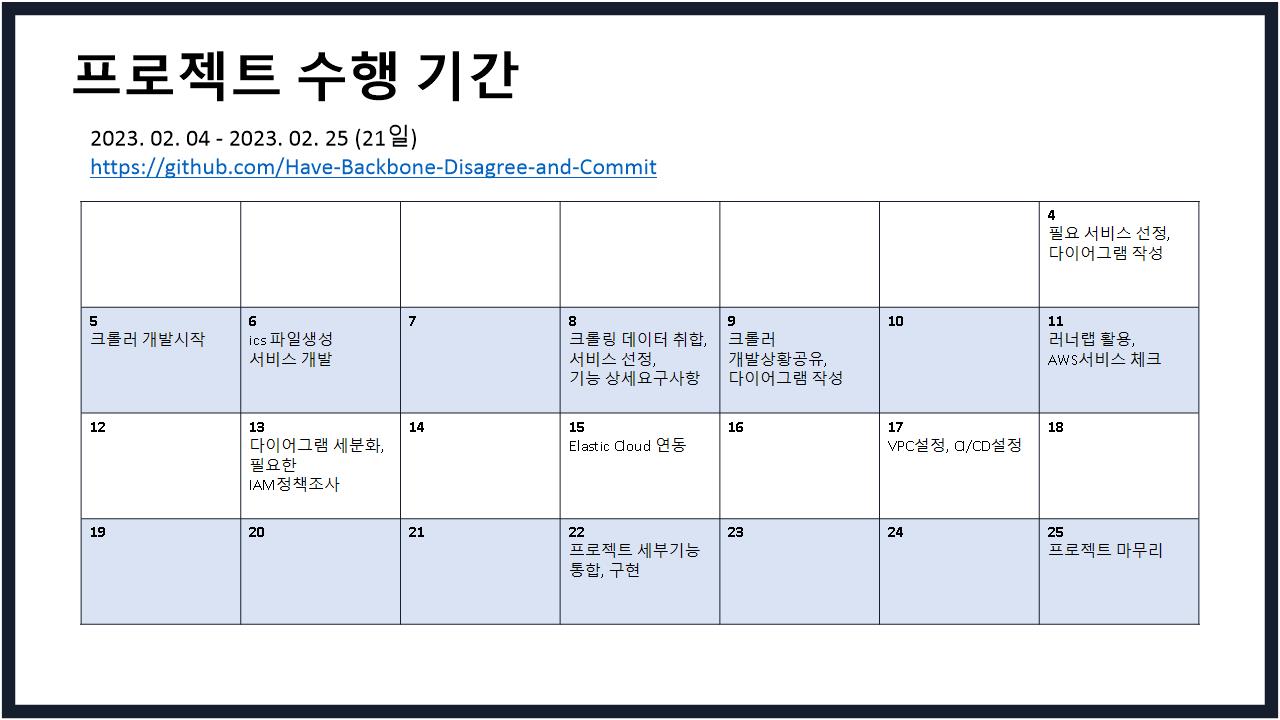 프로젝트 수행 기간
2023. 02. 04 - 2023. 02. 25 (21일)
https://github.com/Have-Backbone-Disagree-and-Commit
4
필요 서비스 선정,
다이어그램 작성
5
크롤러 개발시작
6
ics 파일생성
서비스 개발
7
8
크롤링 데이터 취합,
서비스 선정,
기능 상세요구사항
9
크롤러
개발상황공유,
다이어그램 작성
10
11
러너랩 활용,
AWS서비스 체크
12
13
다이어그램 세분화,
필요한
IAM정책조사
14
15
Elastic Cloud 연동
16
17
VPC설정, CI/CD설정
18
19
20
21
22
프로젝트 세부기능
통합, 구현
23
24
25
프로젝트 마무리